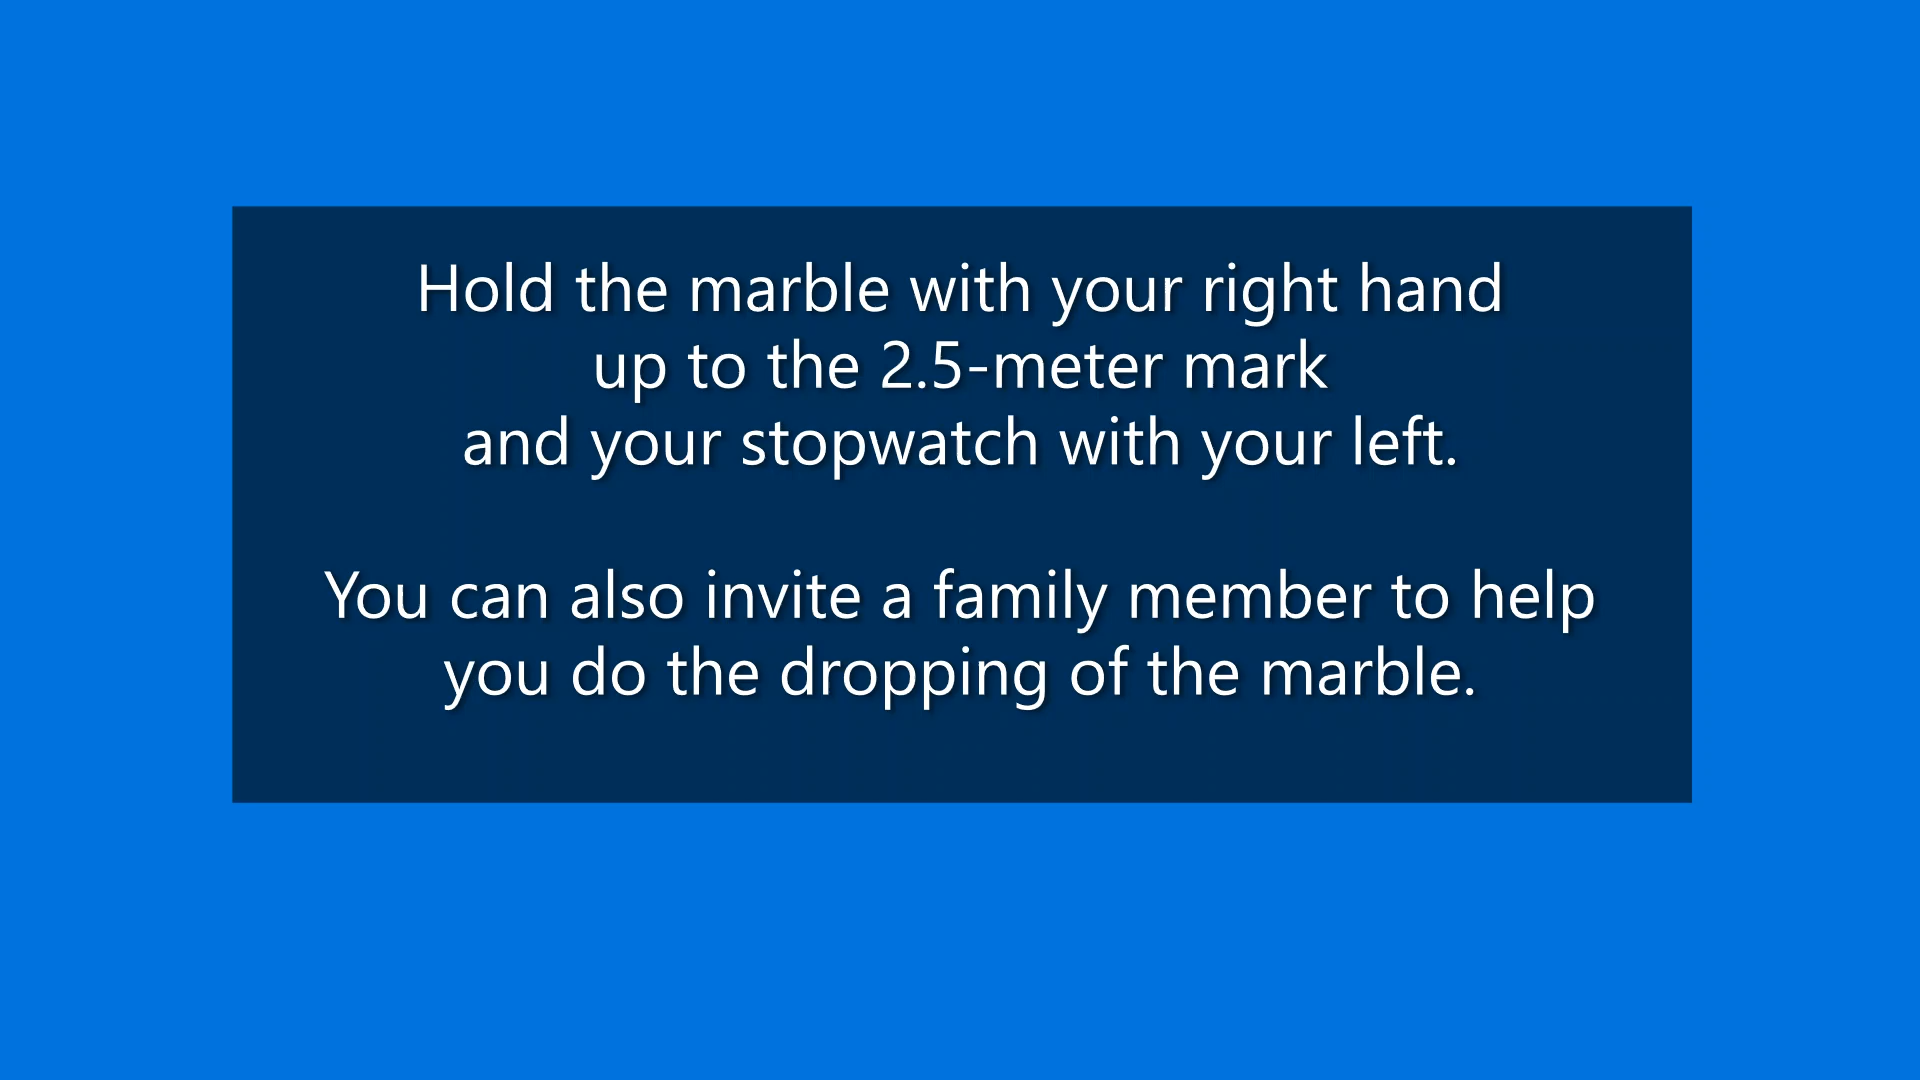 Hold the marble with your right hand
up to the 2.5-meter mark
and your stopwatch with your left.
You can also invite a family member to help
you do the dropping of the marble.